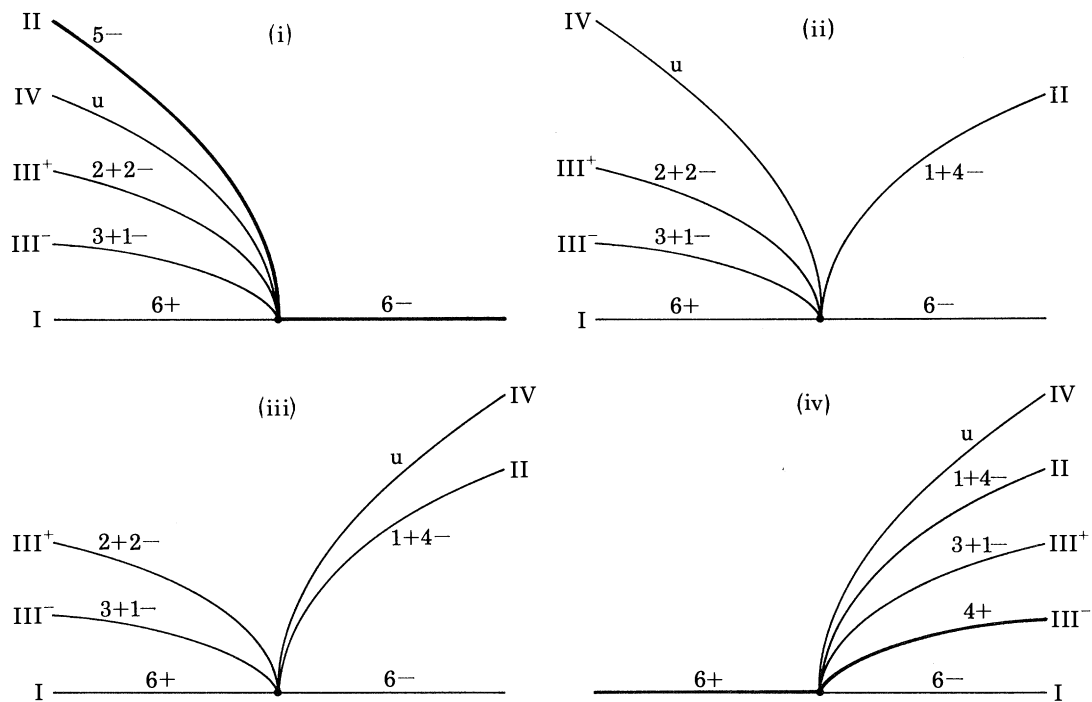 II 5− (i)
IV u
III⁺ 2+2−
III⁻ 3+1−
I 6+ 6−
IV u (ii)
II
III⁺ 2+2− 1+4−
III⁻ 3+1−
I 6+ 6−
(iii) IV
u II
III⁺ 2+2− 1+4−
III⁻ 3+1−
I 6+ 6−
(iv) IV
u
1+4− II
3+1− III⁺
4+ III⁻
6+ 6− I